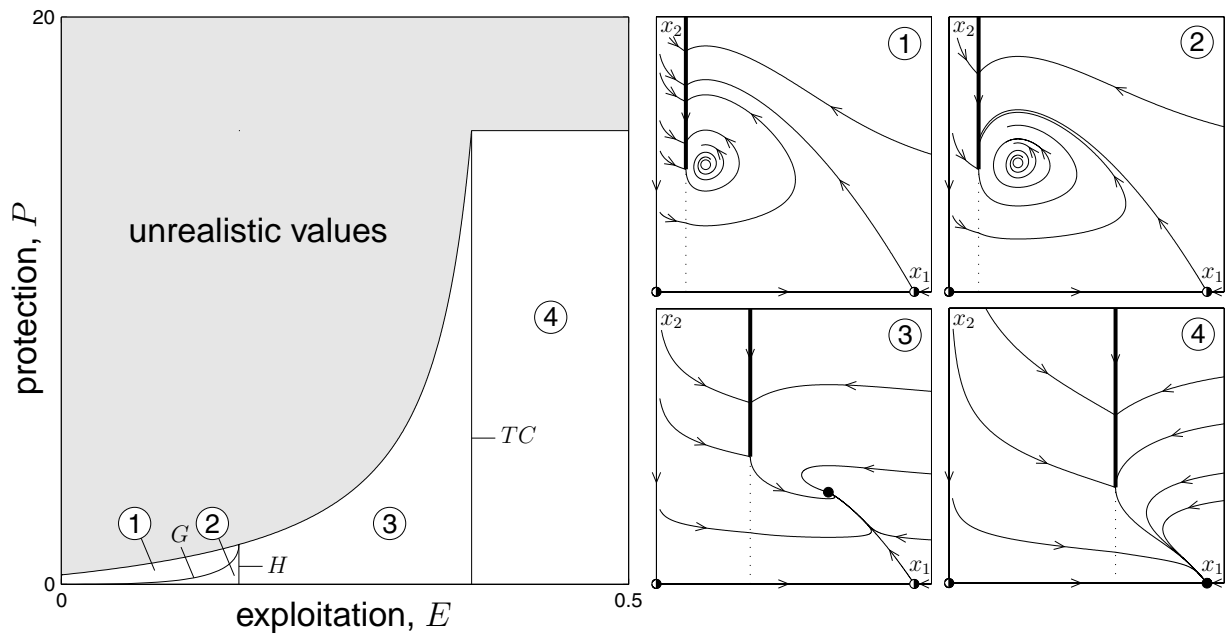 20
protection, P
unrealistic values
1
G
2
H
3
TC
4
0
0
0.5
exploitation, E
x₂
1
x₁
x₂
2
x₁
x₂
3
x₁
x₂
4
x₁